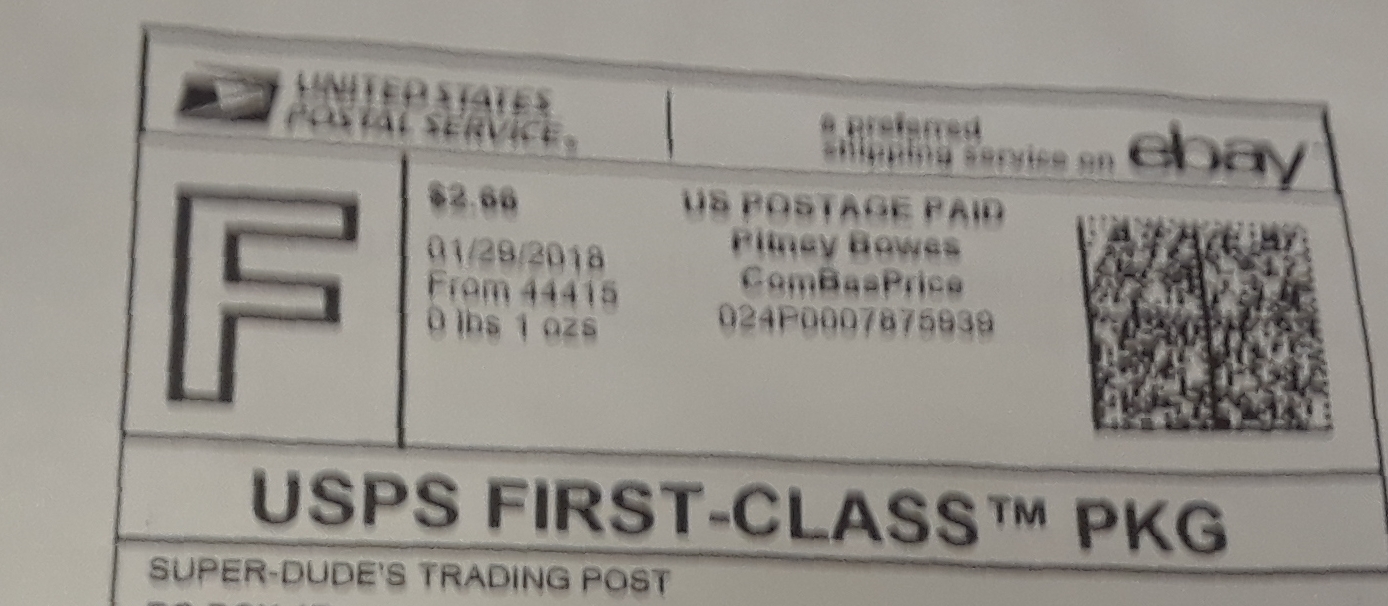 UNITED STATES
POSTAL SERVICE®
a preferred
shipping service on ebay
F
$2.66
01/29/2018
From 44415
0 lbs 1 ozs
US POSTAGE PAID
Pitney Bowes
ComBasPrice
024P0007875939
USPS FIRST-CLASS™ PKG
SUPER-DUDE'S TRADING POST